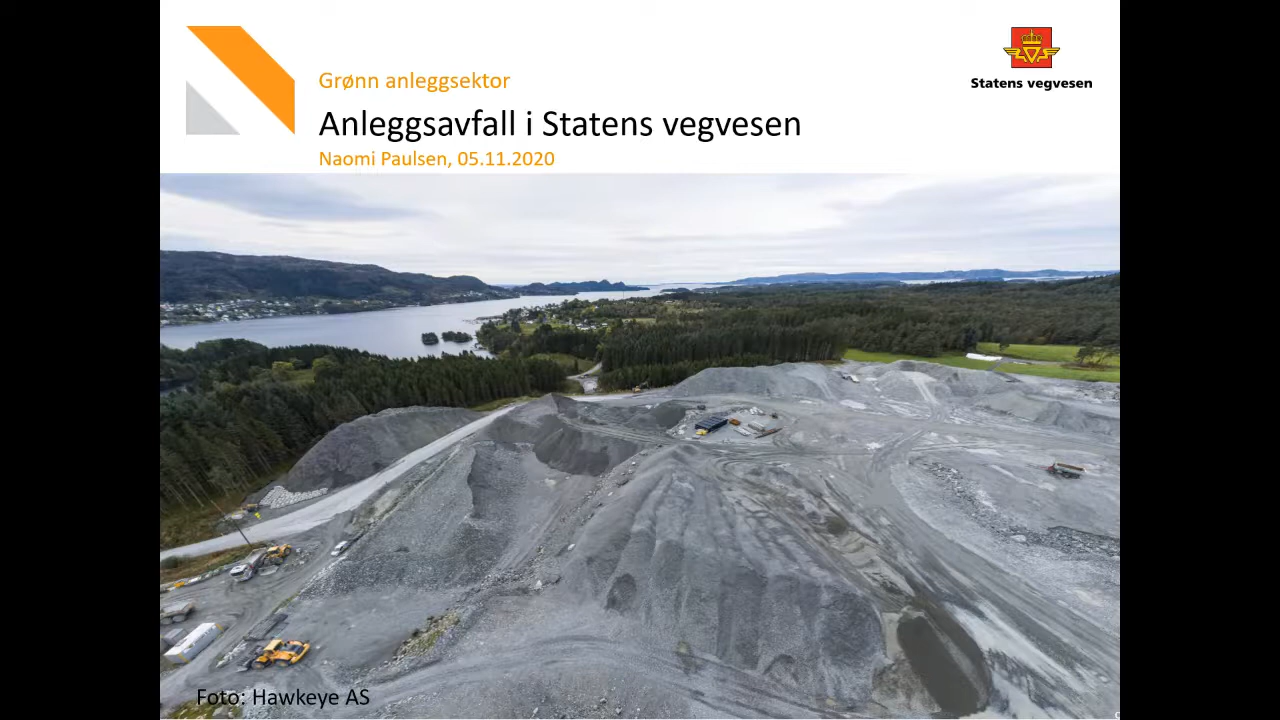 Grønn anleggsektor
Anleggsavfall i Statens vegvesen
Naomi Paulsen, 05.11.2020
Statens vegvesen
Foto: Hawkeye AS